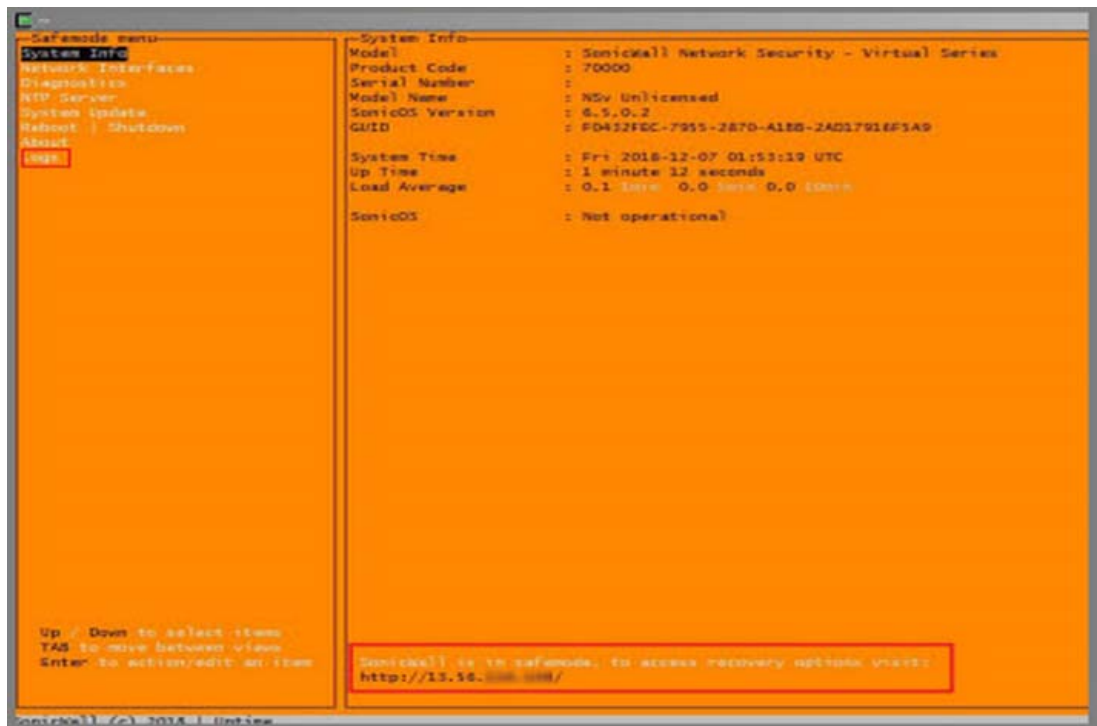 Safemode menu
System Info
Network Interfaces
Diagnostics
NTP Server
System Update
Reboot | Shutdown
About
Logs
System Info
Model : SonicWall Network Security - Virtual Series
Product Code : 70000
Serial Number :
Model Name : NSv Unlicensed
SonicOS Version : 6.5.0.2
GUID : FD432FEC-7955-2870-A1BB-2AD17916F5A9
System Time : Fri 2018-12-07 01:53:19 UTC
Up Time : 1 minute 12 seconds
Load Average : 0.1 1min 0.0 5min 0.0 10min
SonicOS : Not operational
Up / Down to select items
TAB to move between views
Enter to action/edit an item
SonicWall is in safemode, to access recovery options visit:
http://13.56. /
SonicWall (c) 2018 | Uptime